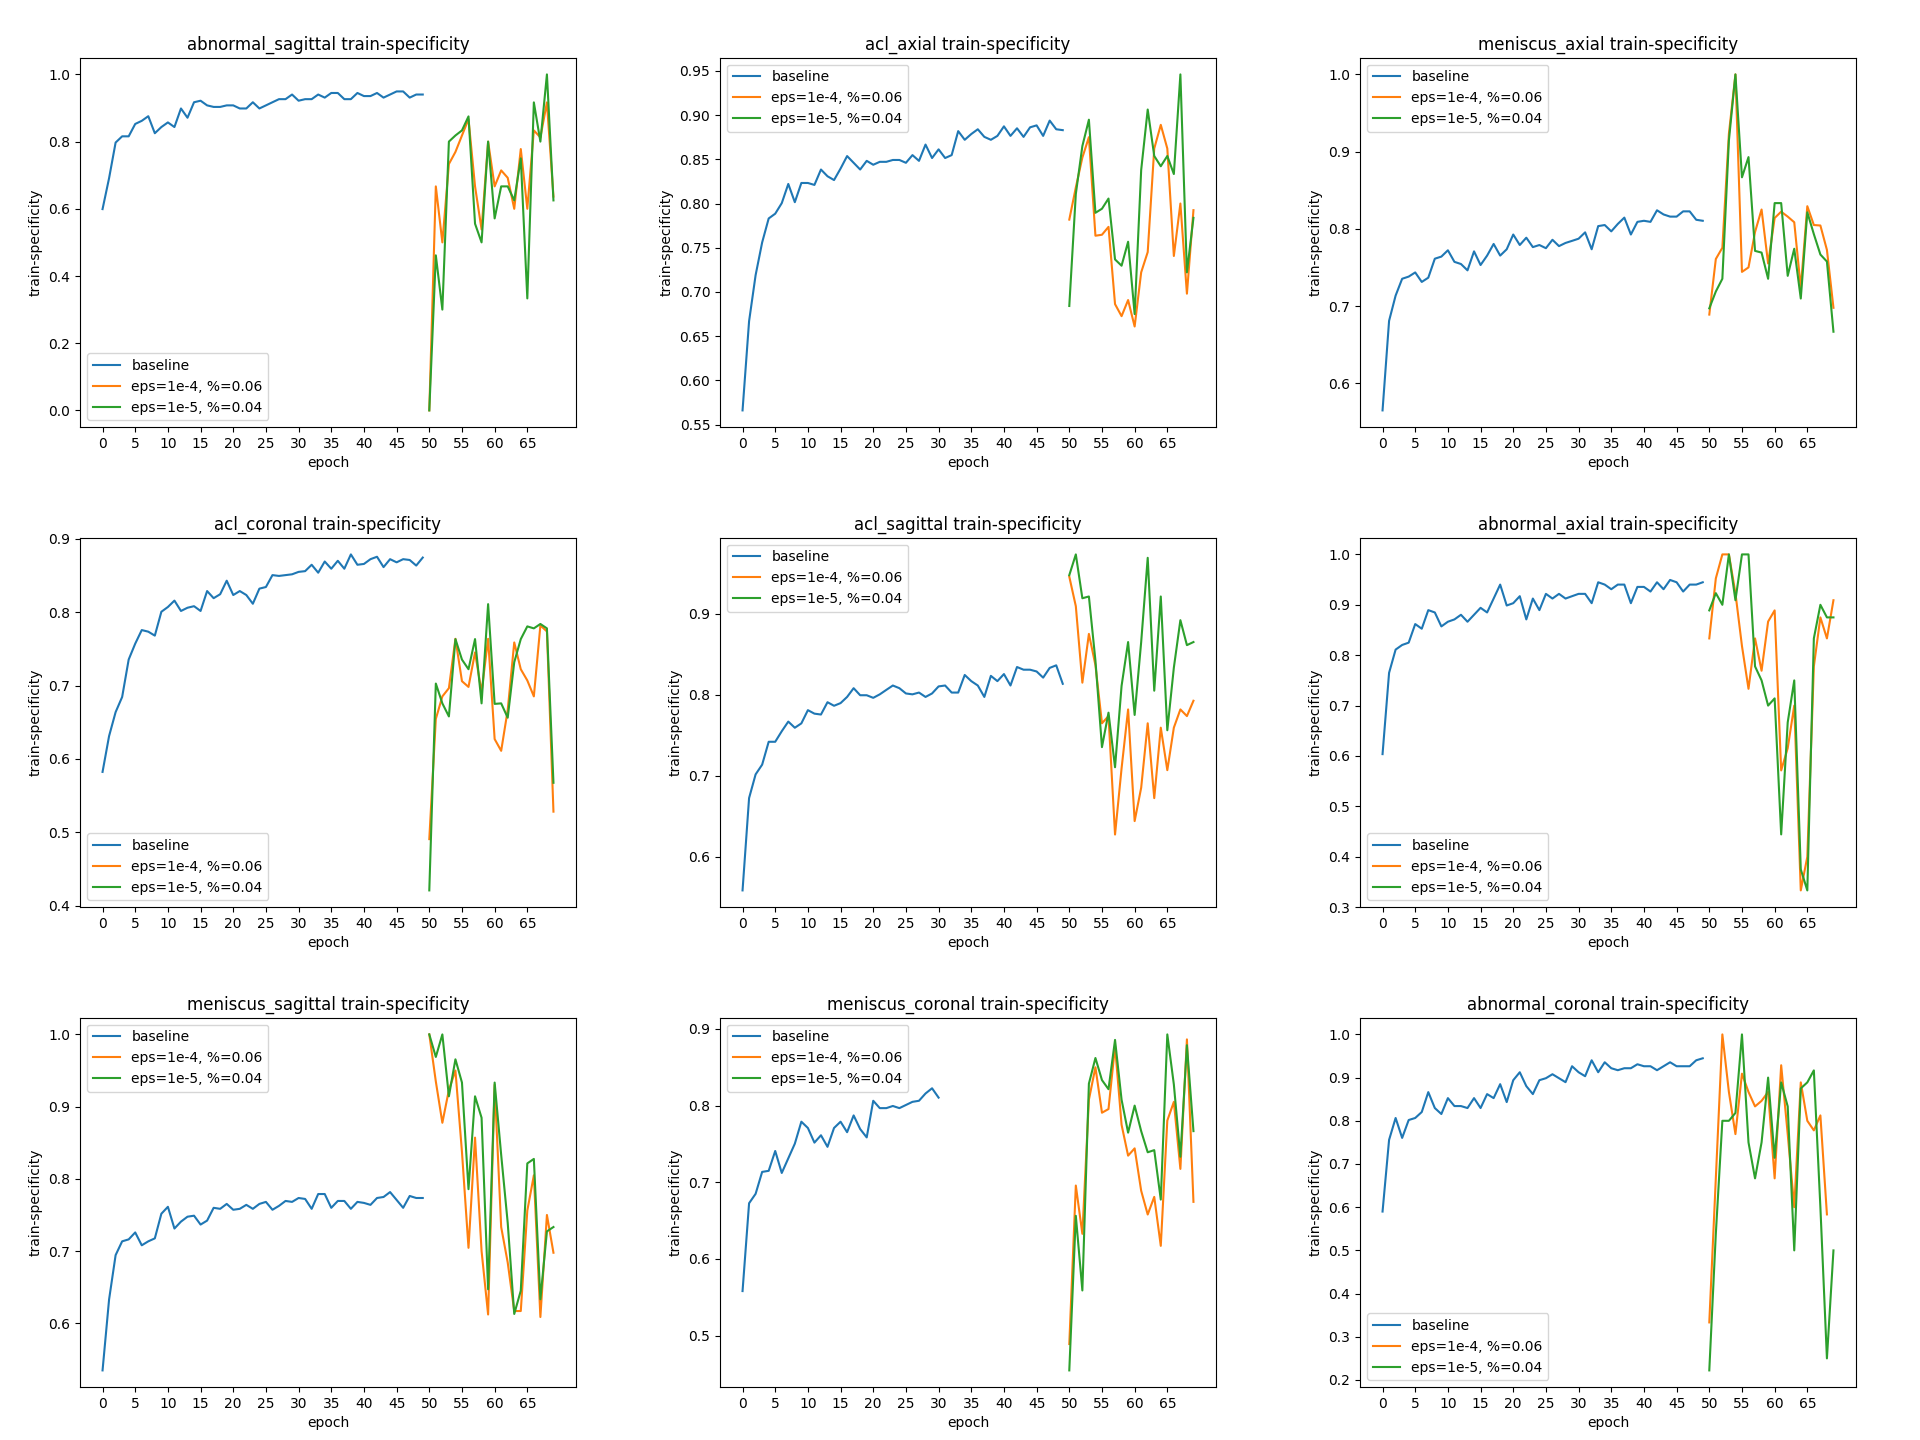 abnormal_sagittal train-specificity
train-specificity
1.0
0.8
0.6
0.4
0.2
0.0
baseline
eps=1e-4, %=0.06
eps=1e-5, %=0.04
0 5 10 15 20 25 30 35 40 45 50 55 60 65
epoch
acl_axial train-specificity
train-specificity
0.95
0.90
0.85
0.80
0.75
0.70
0.65
0.60
0.55
baseline
eps=1e-4, %=0.06
eps=1e-5, %=0.04
0 5 10 15 20 25 30 35 40 45 50 55 60 65
epoch
meniscus_axial train-specificity
train-specificity
1.0
0.9
0.8
0.7
0.6
baseline
eps=1e-4, %=0.06
eps=1e-5, %=0.04
0 5 10 15 20 25 30 35 40 45 50 55 60 65
epoch
acl_coronal train-specificity
train-specificity
0.9
0.8
0.7
0.6
0.5
0.4
baseline
eps=1e-4, %=0.06
eps=1e-5, %=0.04
0 5 10 15 20 25 30 35 40 45 50 55 60 65
epoch
acl_sagittal train-specificity
train-specificity
0.9
0.8
0.7
0.6
baseline
eps=1e-4, %=0.06
eps=1e-5, %=0.04
0 5 10 15 20 25 30 35 40 45 50 55 60 65
epoch
abnormal_axial train-specificity
train-specificity
1.0
0.9
0.8
0.7
0.6
0.5
0.4
0.3
baseline
eps=1e-4, %=0.06
eps=1e-5, %=0.04
0 5 10 15 20 25 30 35 40 45 50 55 60 65
epoch
meniscus_sagittal train-specificity
train-specificity
1.0
0.9
0.8
0.7
0.6
baseline
eps=1e-4, %=0.06
eps=1e-5, %=0.04
0 5 10 15 20 25 30 35 40 45 50 55 60 65
epoch
meniscus_coronal train-specificity
train-specificity
0.9
0.8
0.7
0.6
0.5
baseline
eps=1e-4, %=0.06
eps=1e-5, %=0.04
0 5 10 15 20 25 30 35 40 45 50 55 60 65
epoch
abnormal_coronal train-specificity
train-specificity
1.0
0.9
0.8
0.7
0.6
0.5
0.4
0.3
0.2
baseline
eps=1e-4, %=0.06
eps=1e-5, %=0.04
0 5 10 15 20 25 30 35 40 45 50 55 60 65
epoch